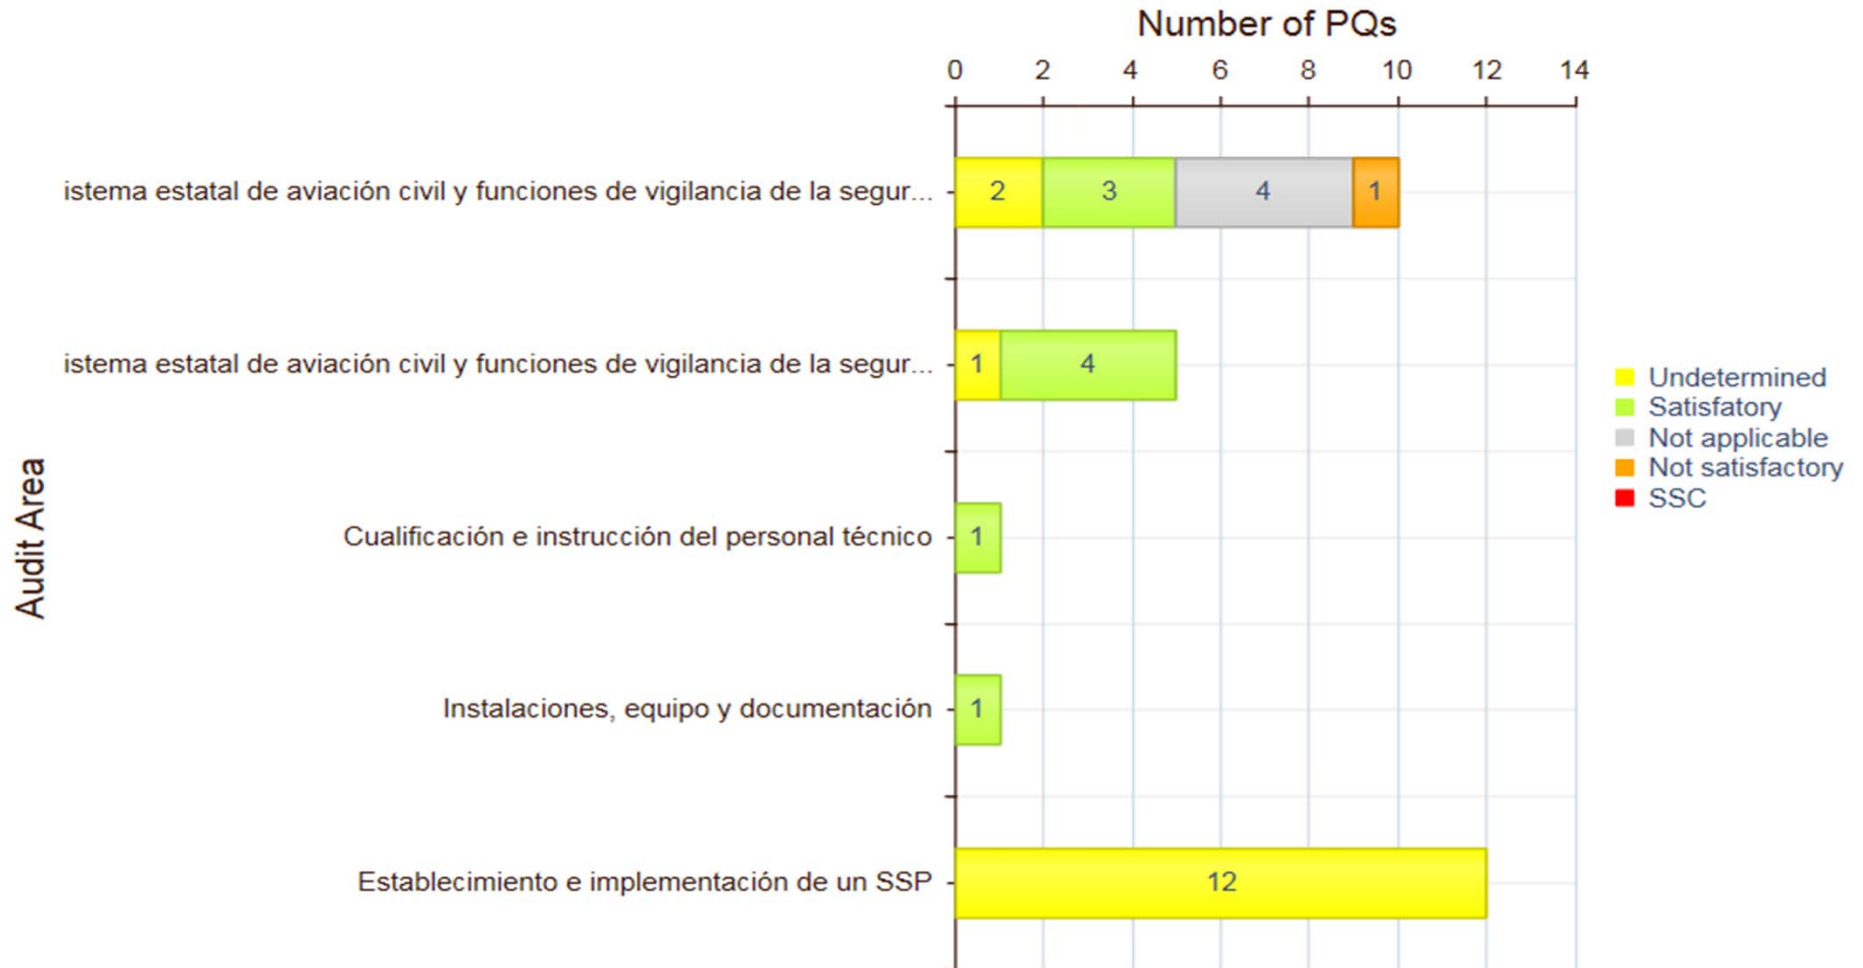 Number of PQs
0 2 4 6 8 10 12 14
istema estatal de aviación civil y funciones de vigilancia de la segur... 2 3 4 1
istema estatal de aviación civil y funciones de vigilancia de la segur... 1 4
Cualificación e instrucción del personal técnico 1
Instalaciones, equipo y documentación 1
Establecimiento e implementación de un SSP 12
Audit Area
Undetermined
Satisfatory
Not applicable
Not satisfactory
SSC